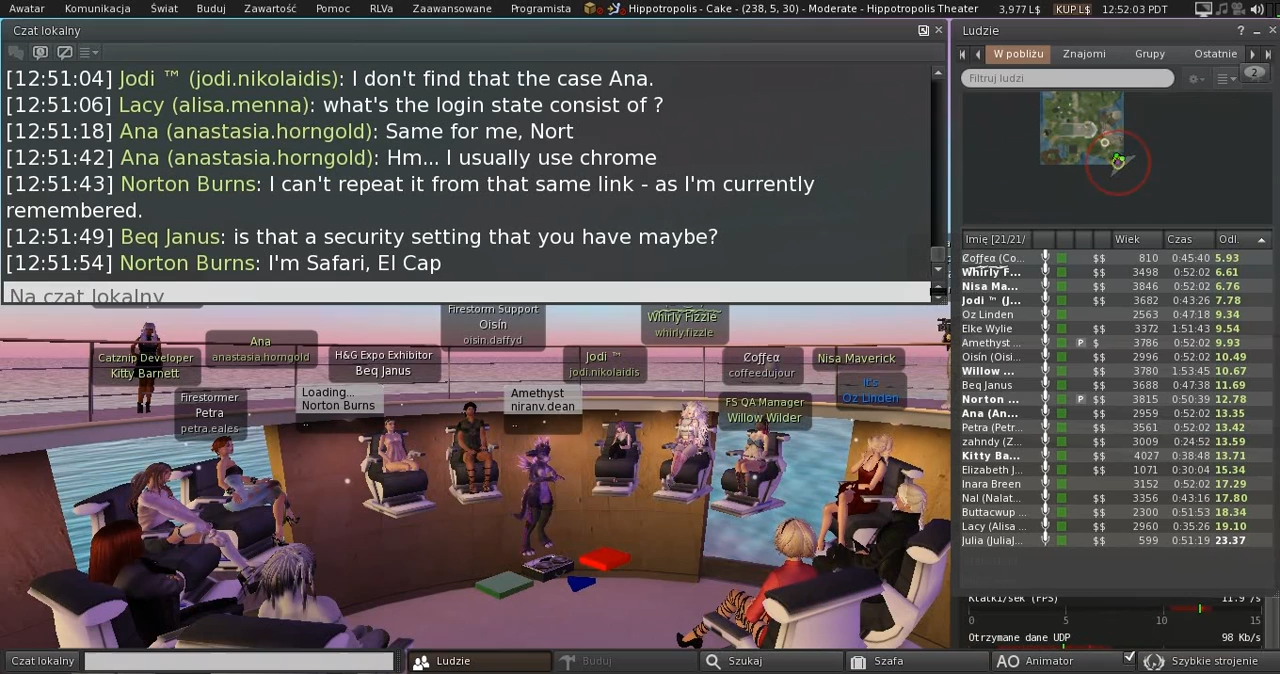 Awatar Komunikacja Świat Buduj Zawartość Pomoc RLVa Zaawansowane Programista Hippotropolis - Cake - (238, 5, 30) - Moderate - Hippotropolis Theater 3,977 L$ KUP L$ 12:52:03 PDT
Czat lokalny
[12:51:04] Jodi ™ (jodi.nikolaidis): I don't find that the case Ana.
[12:51:06] Lacy (alisa.menna): what's the login state consist of ?
[12:51:18] Ana (anastasia.horngold): Same for me, Nort
[12:51:42] Ana (anastasia.horngold): Hm... I usually use chrome
[12:51:43] Norton Burns: I can't repeat it from that same link - as I'm currently
remembered.
[12:51:49] Beq Janus: is that a security setting that you have maybe?
[12:51:54] Norton Burns: I'm Safari, El Cap
Na czat lokalny
Ludzie
W pobliżu Znajomi Grupy Ostatnie
Filtruj ludzi
2
Imię [21/21/ Wiek Czas Odl.
Ȼoffεα (Co... $$ 810 0:45:40 5.93
Whirly F... $$ 3498 0:52:02 6.61
Nisa Ma... $$ 3846 0:52:02 6.76
Jodi ™ (J... $$ 3682 0:43:26 7.78
Oz Linden 2563 0:47:18 9.34
Elke Wylie $$ 3372 1:51:43 9.54
Amethyst ... P $$ 3786 0:52:02 9.93
Oisín (Oisi... $$ 2996 0:52:02 10.49
Willow ... $$ 3780 1:53:45 10.67
Beq Janus $$ 3688 0:47:38 11.69
Norton ... P $$ 3815 0:50:39 12.78
Ana (An... $$ 2959 0:52:02 13.35
Petra (Petr... $$ 3561 0:52:02 13.42
zahndy (Z... $$ 3009 0:24:52 13.59
Kitty Ba... $$ 4027 0:38:48 13.71
Elizabeth J... $$ 1071 0:30:04 15.34
Inara Breen 3152 0:52:02 17.29
Nal (Nalat... $$ 3356 0:43:16 17.80
Buttacwup ... $$ 2300 0:51:53 18.34
Lacy (Alisa ... $$ 2960 0:35:26 19.10
Julia (JuliaJ... $$ 599 0:51:19 23.37
Klatki/sek (FPS) 11.9 /s
0 5 10 15
Otrzymane dane UDP 98 Kb/s
Catznip Developer
Kitty Barnett
Ana
anastasia.horngold
Firestormer
Petra
petra.eales
H&G Expo Exhibitor
Beq Janus
Loading...
Norton Burns
..
Firestorm Support
Oisín
oisin.daffyd
Amethyst
nirany.dean
..
Jodi ™
jodi.nikolaidis
Whirly Fizzle
whirly.fizzle
Ȼoffεα
coffeedujour
FS QA Manager
Willow Wilder
Nisa Maverick
It's
Oz Linden
Czat lokalny Ludzie Buduj Szukaj Szafa AO Animator Szybkie strojenie